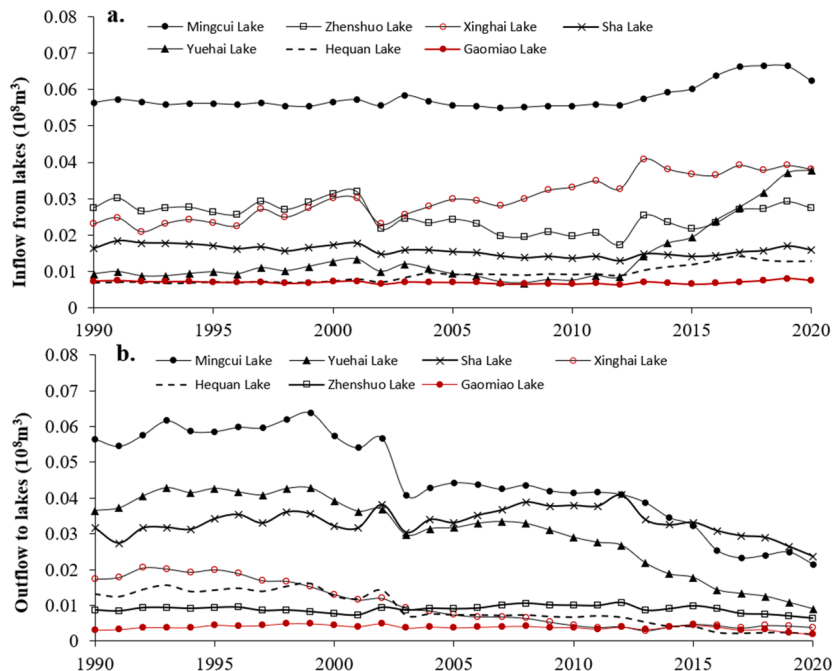 a.
Mingcui Lake Zhenshuo Lake Xinghai Lake Sha Lake
Yuehai Lake Hequan Lake Gaomiao Lake
Inflow from lakes (10⁸m³)
0.08
0.07
0.06
0.05
0.04
0.03
0.02
0.01
0
1990 1995 2000 2005 2010 2015 2020
b.
Mingcui Lake Yuehai Lake Sha Lake Xinghai Lake
Hequan Lake Zhenshuo Lake Gaomiao Lake
Outflow to lakes (10⁸m³)
0.08
0.07
0.06
0.05
0.04
0.03
0.02
0.01
0
1990 1995 2000 2005 2010 2015 2020